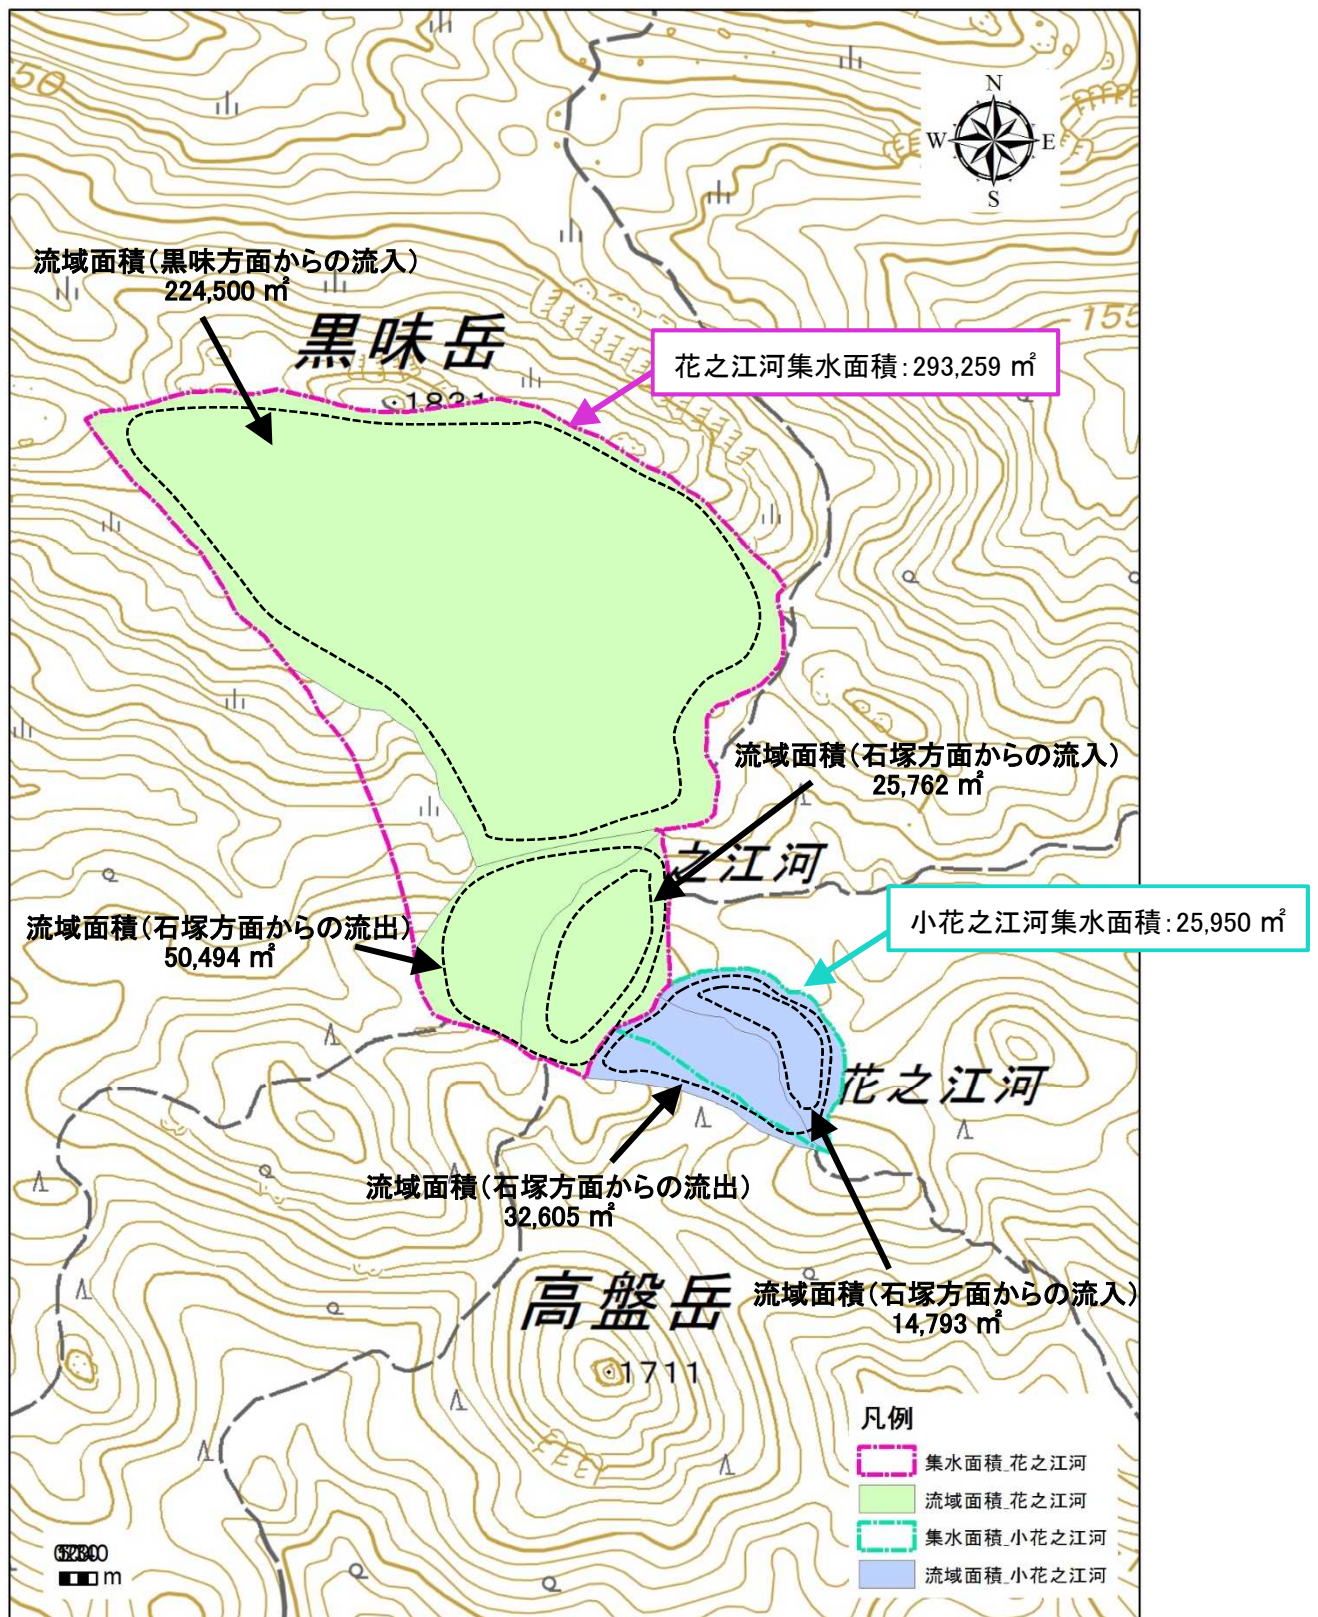 50
N
W
E
S
流域面積(黒味方面からの流入)
224,500 ㎡
黒味岳
155
花之江河集水面積:293,259 ㎡
・1831
流域面積(石塚方面からの流入)
25,762 ㎡
之江河
小花之江河集水面積:25,950 ㎡
流域面積(石塚方面からの流出)
50,494 ㎡
花之江河
流域面積(石塚方面からの流出)
32,605 ㎡
高盤岳
流域面積(石塚方面からの流入)
14,793 ㎡
・1711
凡例
集水面積_花之江河
流域面積_花之江河
集水面積_小花之江河
流域面積_小花之江河
m